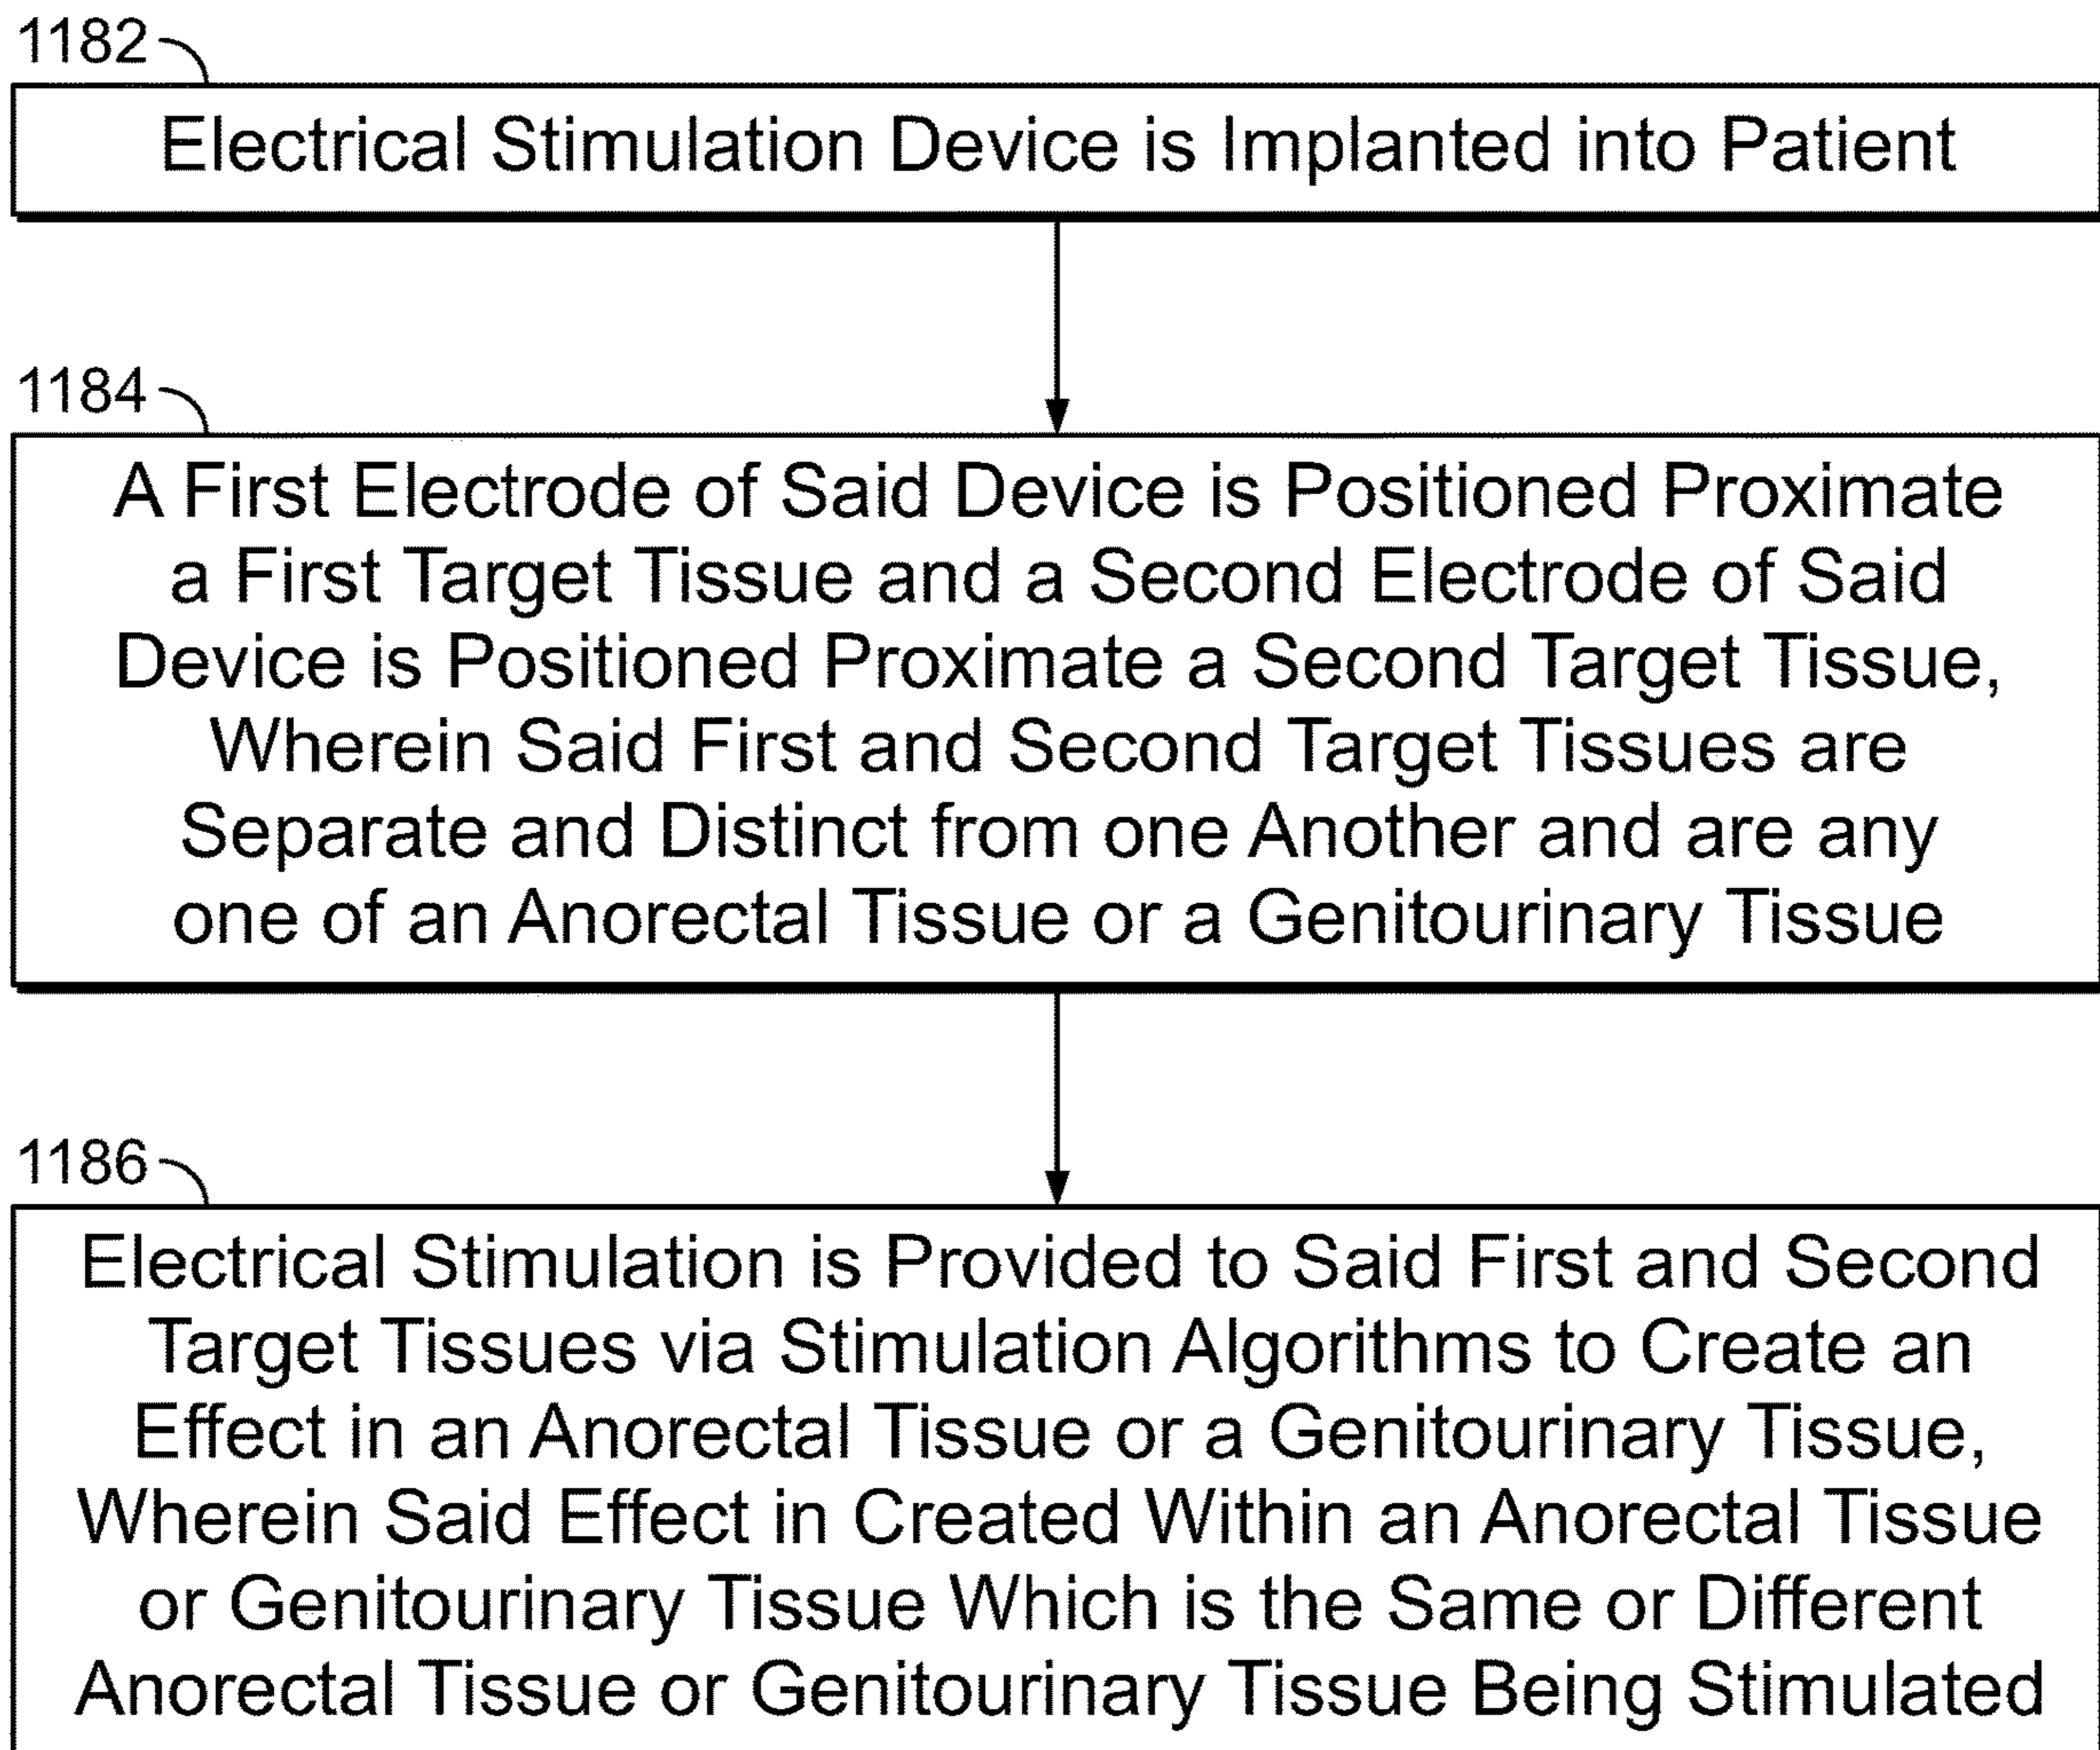 1182
Electrical Stimulation Device is Implanted into Patient
1184
A First Electrode of Said Device is Positioned Proximate
a First Target Tissue and a Second Electrode of Said
Device is Positioned Proximate a Second Target Tissue,
Wherein Said First and Second Target Tissues are
Separate and Distinct from one Another and are any
one of an Anorectal Tissue or a Genitourinary Tissue
1186
Electrical Stimulation is Provided to Said First and Second
Target Tissues via Stimulation Algorithms to Create an
Effect in an Anorectal Tissue or a Genitourinary Tissue,
Wherein Said Effect in Created Within an Anorectal Tissue
or Genitourinary Tissue Which is the Same or Different
Anorectal Tissue or Genitourinary Tissue Being Stimulated